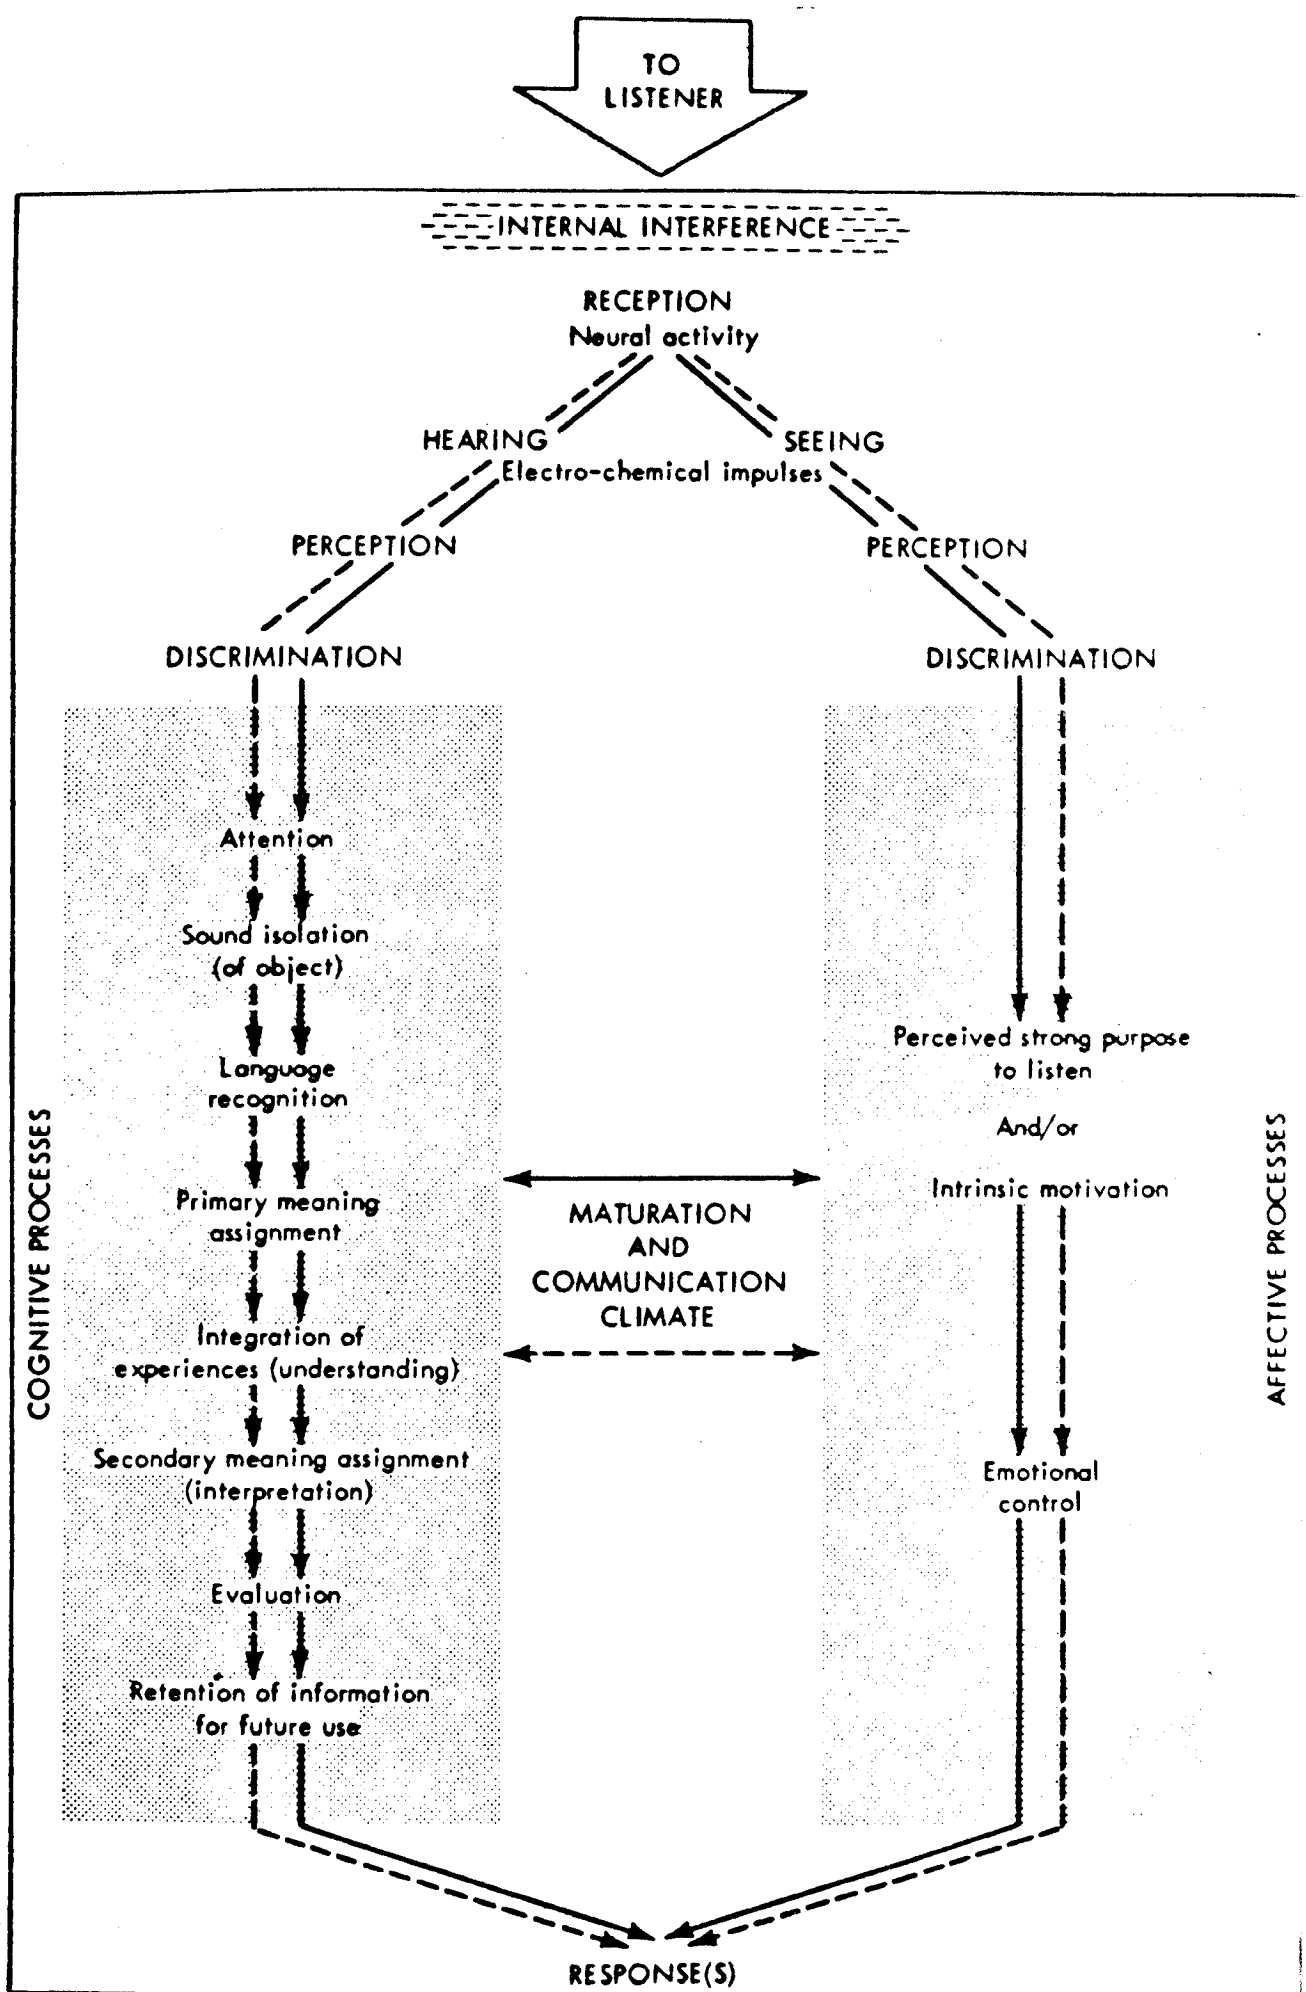 TO
LISTENER
INTERNAL INTERFERENCE
RECEPTION
Neural activity
HEARING
SEEING
Electro-chemical impulses
PERCEPTION
PERCEPTION
DISCRIMINATION
DISCRIMINATION
COGNITIVE PROCESSES
Attention
Sound isolation
(of object)
Language
recognition
Primary meaning
assignment
Integration of
experiences (understanding)
Secondary meaning assignment
(interpretation)
Evaluation
Retention of information
for future use
MATURATION
AND
COMMUNICATION
CLIMATE
Perceived strong purpose
to listen
And/or
Intrinsic motivation
Emotional
control
AFFECTIVE PROCESSES
RESPONSE(S)